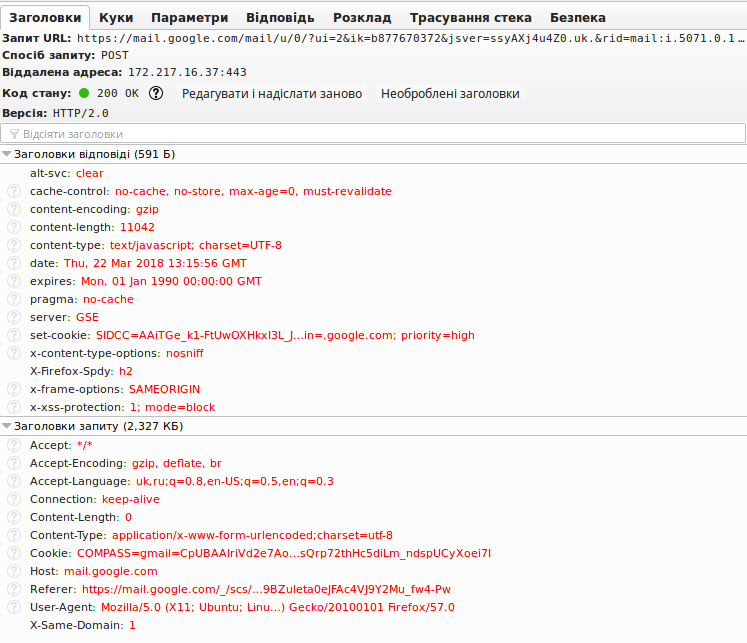 Заголовки Куки Параметри Відповідь Розклад Трасування стека Безпека
Запит URL: https://mail.google.com/mail/u/0/?ui=2&ik=b877670372&jsver=ssyAXj4u4Z0.uk.&rid=mail:i.5071.0.1…
Спосіб запиту: POST
Віддалена адреса: 172.217.16.37:443
Код стану: 200 OK Редагувати і надіслати заново Необроблені заголовки
Версія: HTTP/2.0
Відсіяти заголовки
Заголовки відповіді (591 Б)
alt-svc: clear
cache-control: no-cache, no-store, max-age=0, must-revalidate
content-encoding: gzip
content-length: 11042
content-type: text/javascript; charset=UTF-8
date: Thu, 22 Mar 2018 13:15:56 GMT
expires: Mon, 01 Jan 1990 00:00:00 GMT
pragma: no-cache
server: GSE
set-cookie: SIDCC=AAiTGe_k1-FtUwOXHkxI3L_J…in=.google.com; priority=high
x-content-type-options: nosniff
X-Firefox-Spdy: h2
x-frame-options: SAMEORIGIN
x-xss-protection: 1; mode=block
Заголовки запиту (2,327 КБ)
Accept: */*
Accept-Encoding: gzip, deflate, br
Accept-Language: uk,ru;q=0.8,en-US;q=0.5,en;q=0.3
Connection: keep-alive
Content-Length: 0
Content-Type: application/x-www-form-urlencoded;charset=utf-8
Cookie: COMPASS=gmail=CpUBAAlriVd2e7Ao…sQrp72thHc5diLm_ndspUCyXoei7I
Host: mail.google.com
Referer: https://mail.google.com/_/scs/…9BZuleta0eJFAc4VJ9Y2Mu_fw4-Pw
User-Agent: Mozilla/5.0 (X11; Ubuntu; Linu…) Gecko/20100101 Firefox/57.0
X-Same-Domain: 1